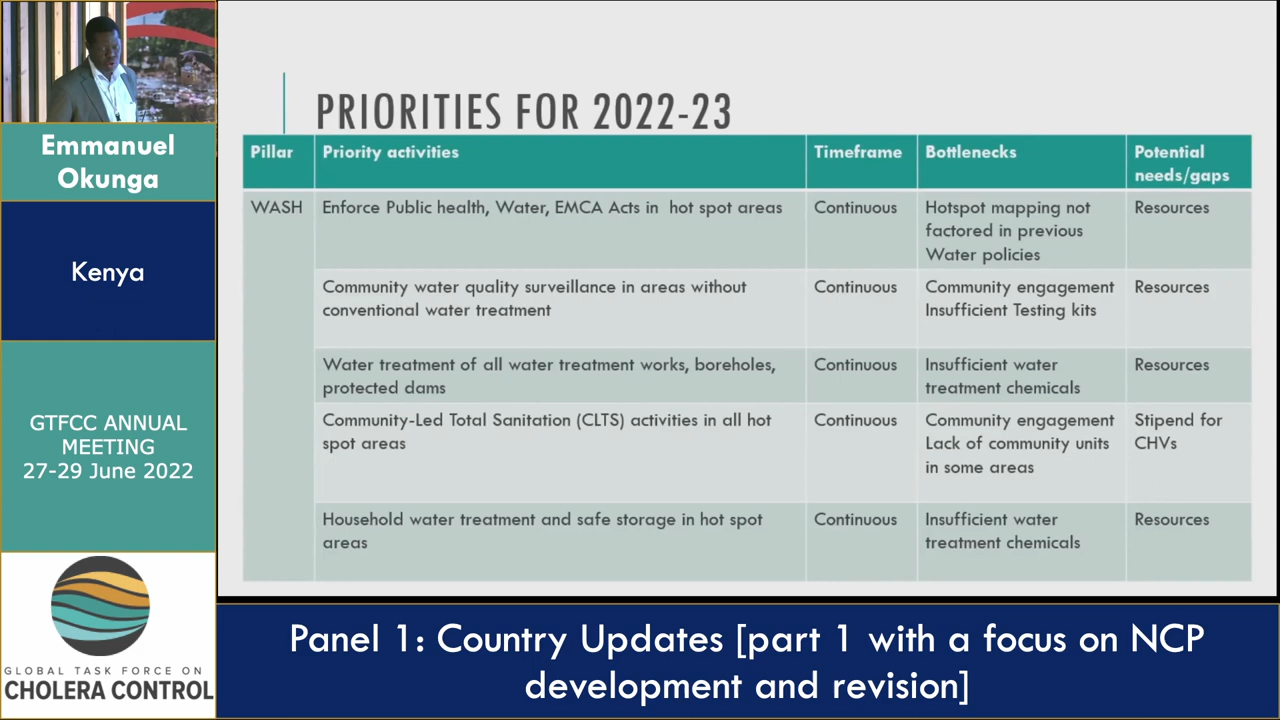 Emmanuel
Okunga
Kenya
GTFCC ANNUAL
MEETING
27-29 June 2022
GLOBAL TASK FORCE ON
CHOLERA CONTROL
PRIORITIES FOR 2022-23
Pillar
Priority activities
Timeframe
Bottlenecks
Potential
needs/gaps
WASH
Enforce Public health, Water, EMCA Acts in hot spot areas
Continuous
Hotspot mapping not
factored in previous
Water policies
Resources
Community water quality surveillance in areas without
conventional water treatment
Continuous
Community engagement
Insufficient Testing kits
Resources
Water treatment of all water treatment works, boreholes,
protected dams
Continuous
Insufficient water
treatment chemicals
Resources
Community-Led Total Sanitation (CLTS) activities in all hot
spot areas
Continuous
Community engagement
Lack of community units
in some areas
Stipend for
CHVs
Household water treatment and safe storage in hot spot
areas
Continuous
Insufficient water
treatment chemicals
Resources
Panel 1: Country Updates [part 1 with a focus on NCP
development and revision]